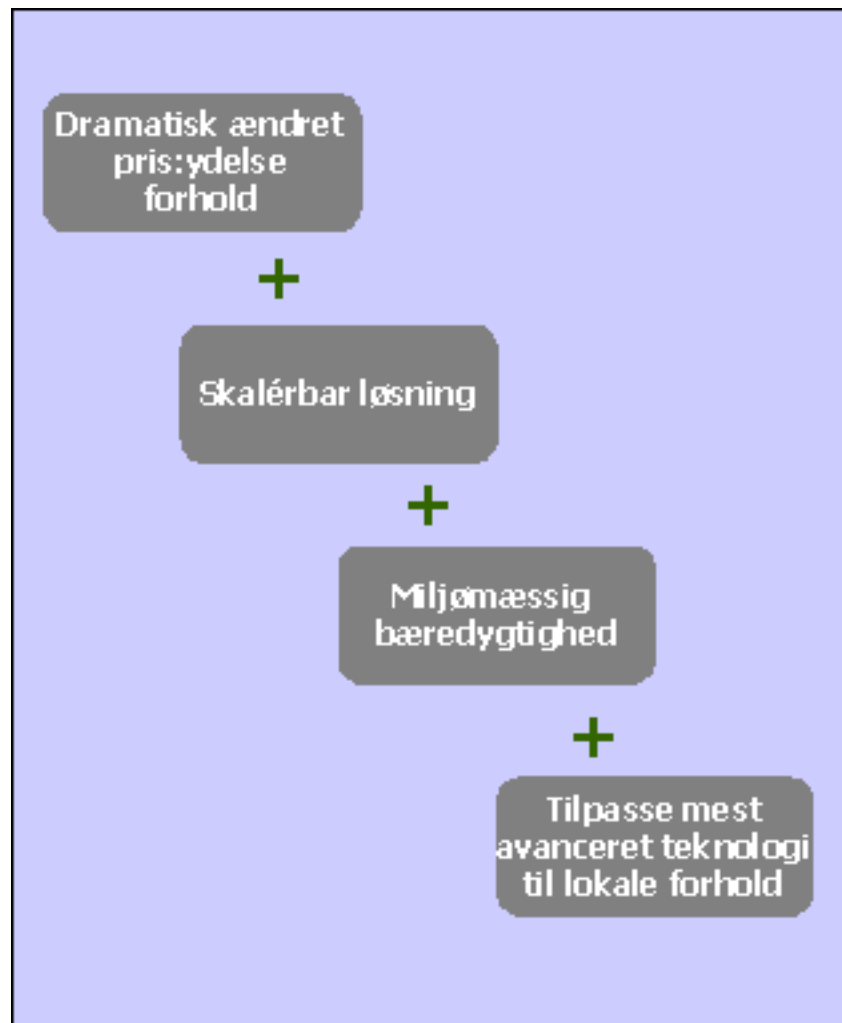 Dramatisk ændret
pris:ydelse
forhold
+
Skalérbar løsning
+
Miljømæssig
bæredygtighed
+
Tilpasse mest
avanceret teknologi
til lokale forhold